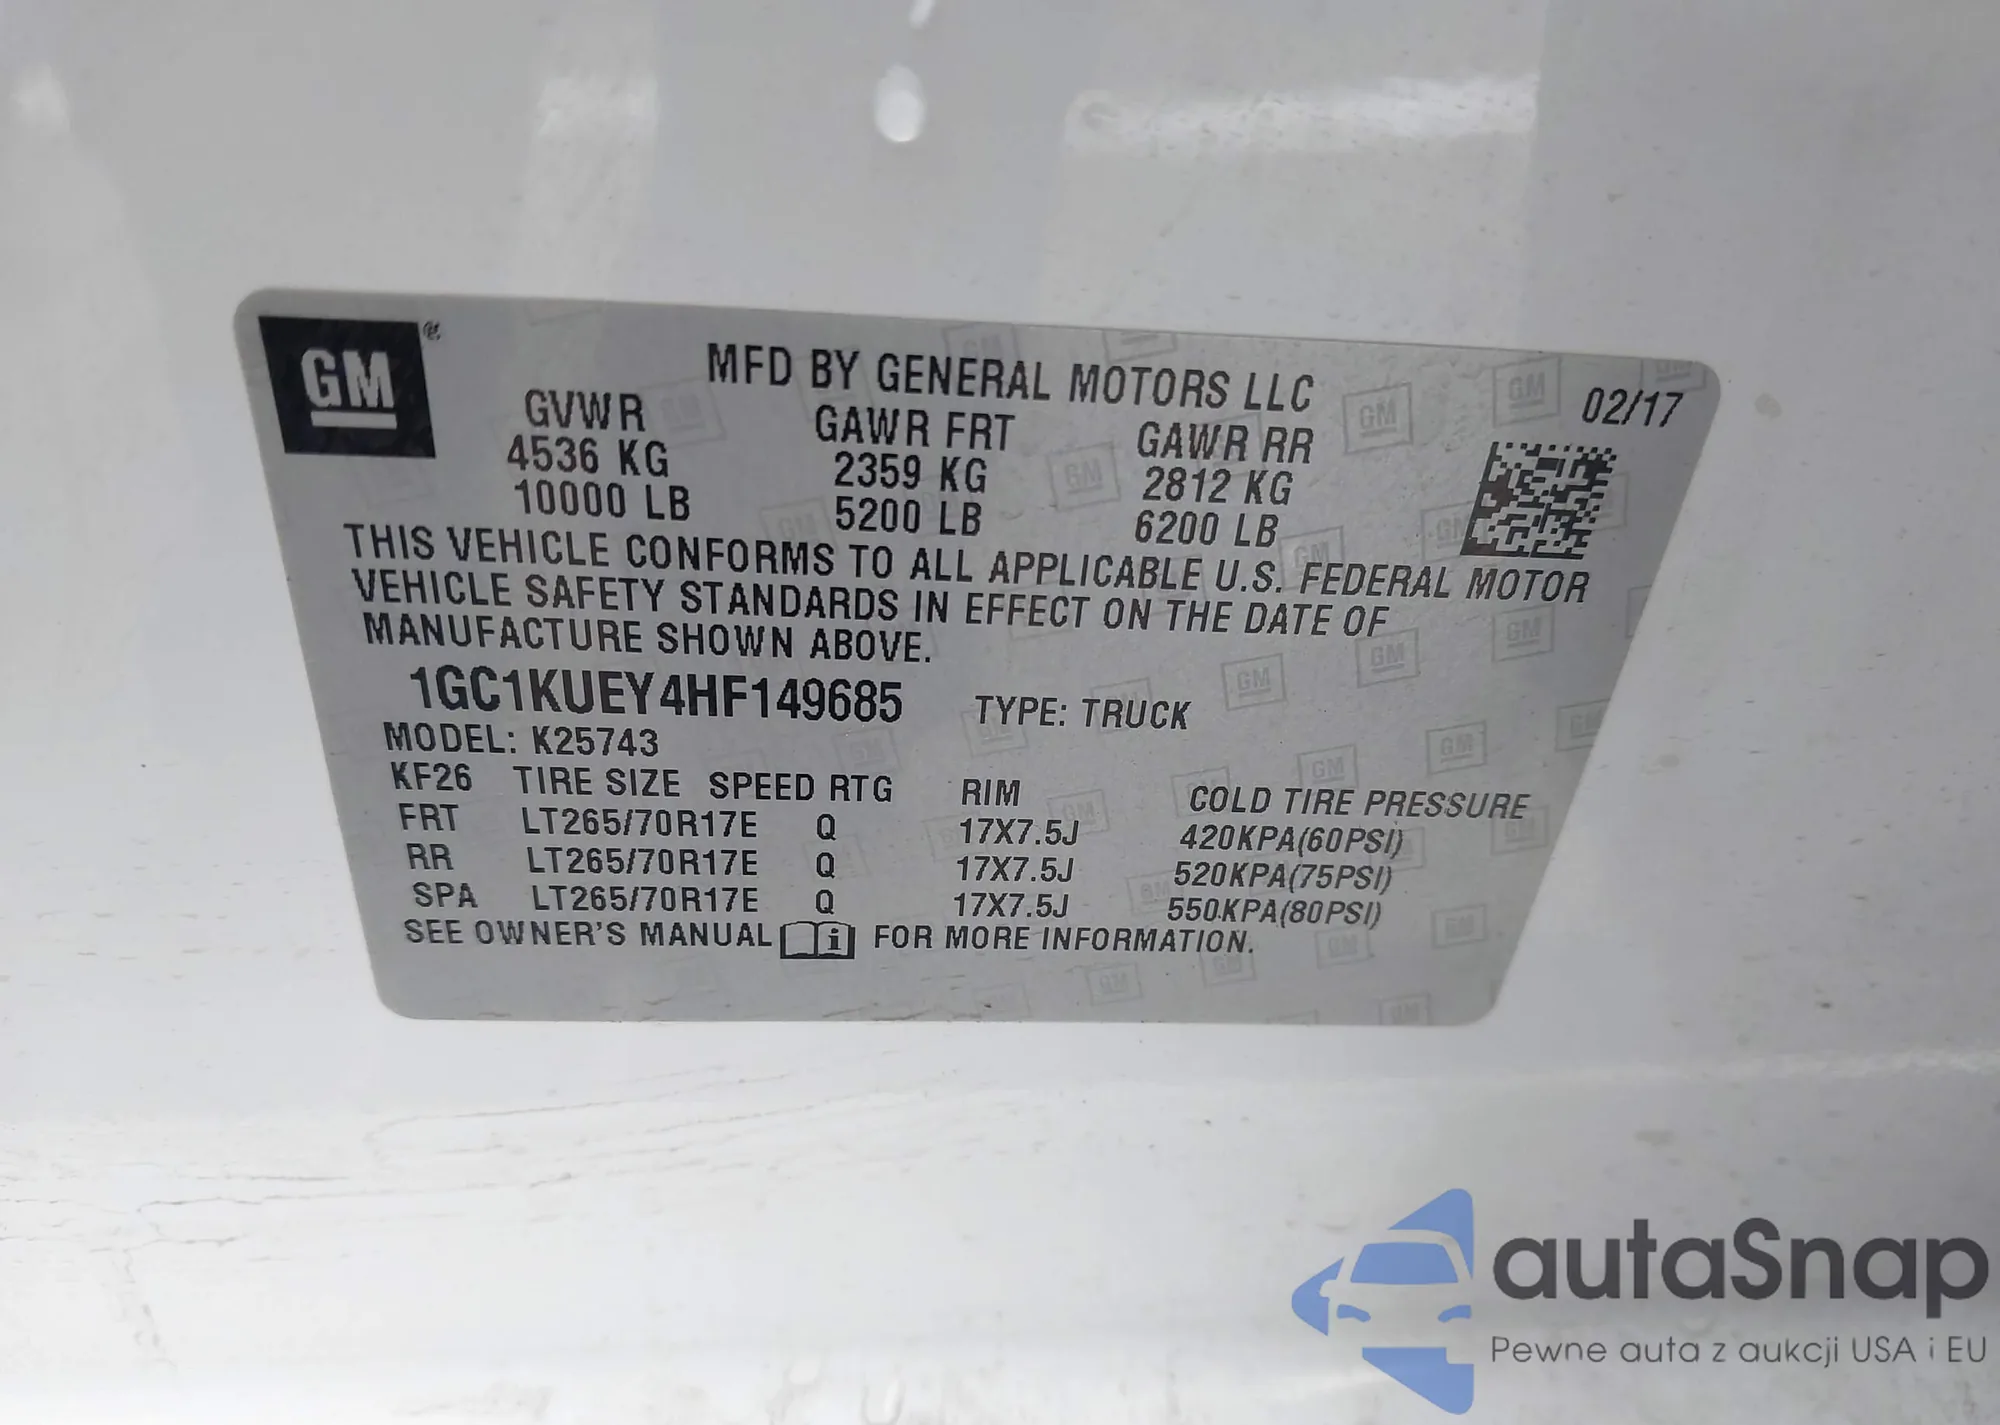 GM ®
MFD BY GENERAL MOTORS LLC
02/17
GVWR GAWR FRT GAWR RR
4536 KG 2359 KG 2812 KG
10000 LB 5200 LB 6200 LB
THIS VEHICLE CONFORMS TO ALL APPLICABLE U.S. FEDERAL MOTOR
VEHICLE SAFETY STANDARDS IN EFFECT ON THE DATE OF
MANUFACTURE SHOWN ABOVE.
1GC1KUEY4HF149685 TYPE: TRUCK
MODEL: K25743
KF26 TIRE SIZE SPEED RTG RIM COLD TIRE PRESSURE
FRT LT265/70R17E Q 17X7.5J 420KPA(60PSI)
RR LT265/70R17E Q 17X7.5J 520KPA(75PSI)
SPA LT265/70R17E Q 17X7.5J 550KPA(80PSI)
SEE OWNER'S MANUAL i FOR MORE INFORMATION.
autaSnap
Pewne auta z aukcji USA i EU